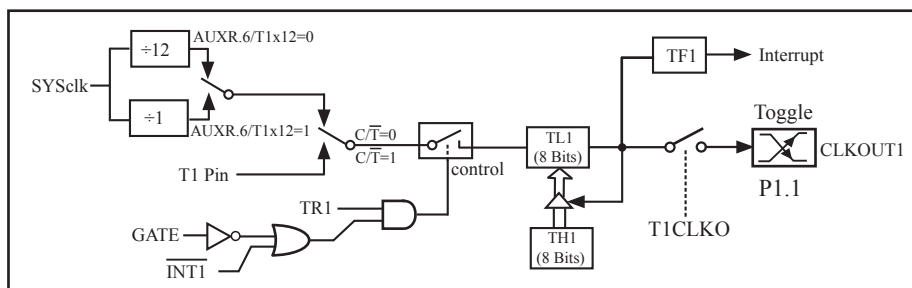 AUXR.6/T1x12=0
÷12
SYSclk
÷1
AUXR.6/T1x12=1
T1 Pin
C/T̅=0
C/T̅=1
control
TR1
GATE
I̅N̅T̅1̅
TL1
(8 Bits)
TH1
(8 Bits)
TF1
Interrupt
Toggle
CLKOUT1
P1.1
T1CLKO